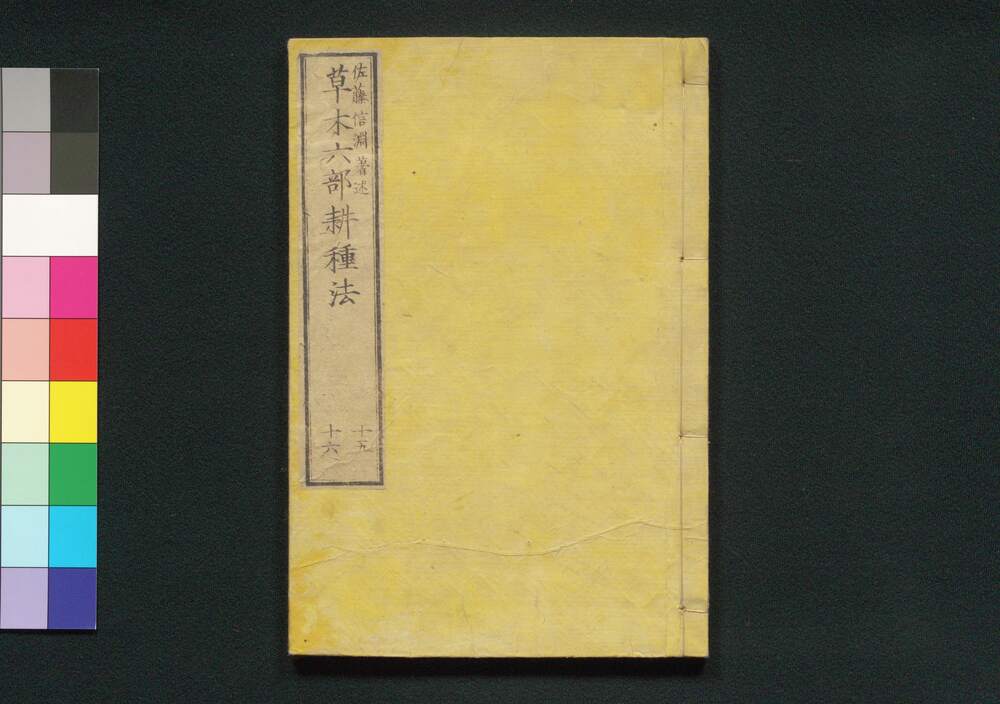 佐藤信淵著述
草木六部耕種法
十五
十六